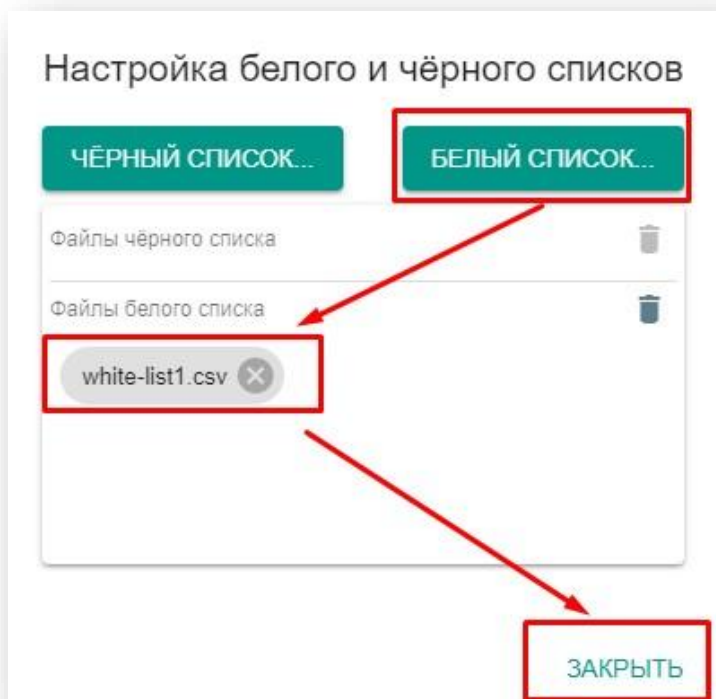 Настройка белого и чёрного списков
ЧЁРНЫЙ СПИСОК...
БЕЛЫЙ СПИСОК...
Файлы чёрного списка
Файлы белого списка
white-list1.csv
ЗАКРЫТЬ